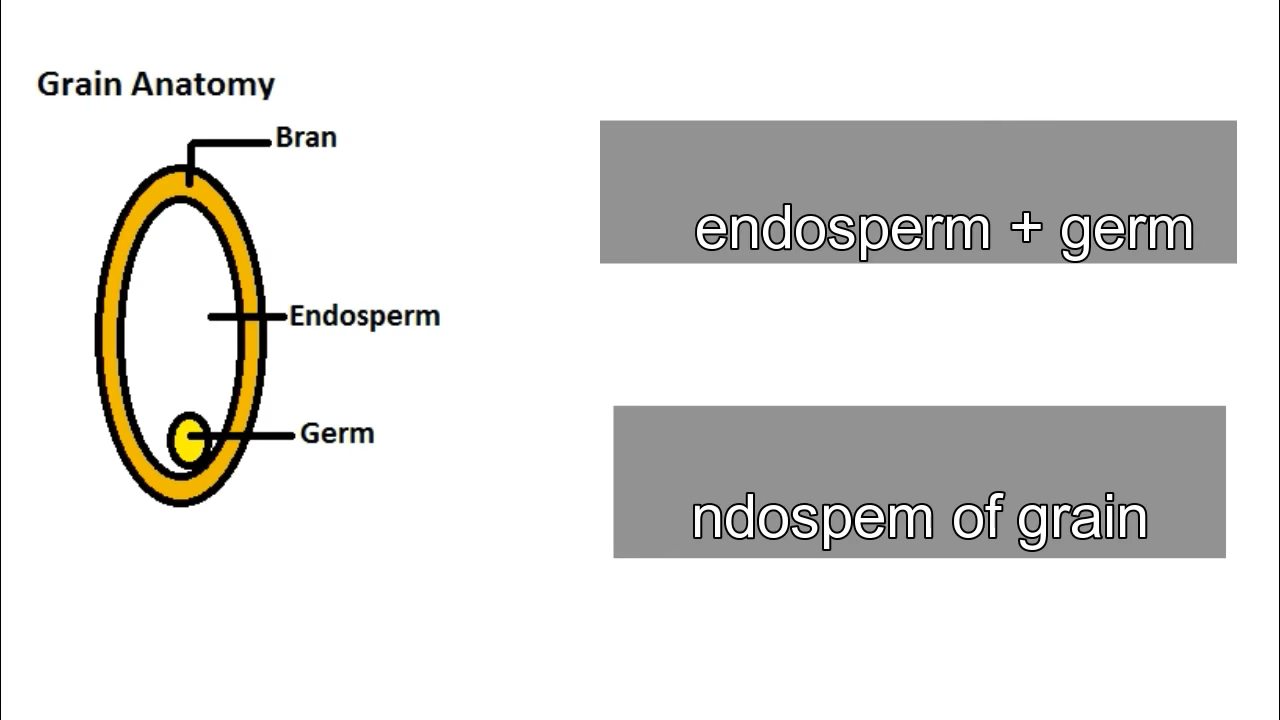 Grain Anatomy
Bran
Endosperm
Germ
endosperm + germ
ndospem of grain